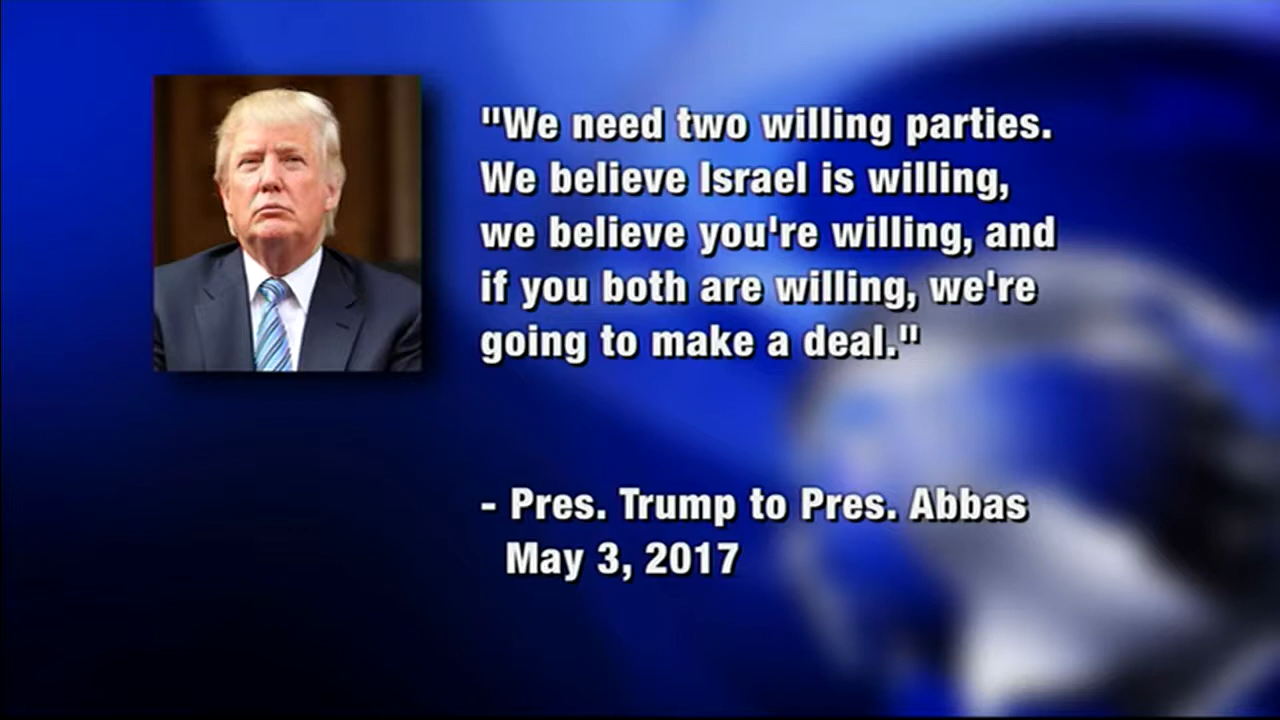 "We need two willing parties.
We believe Israel is willing,
we believe you're willing, and
if you both are willing, we're
going to make a deal."
- Pres. Trump to Pres. Abbas
May 3, 2017